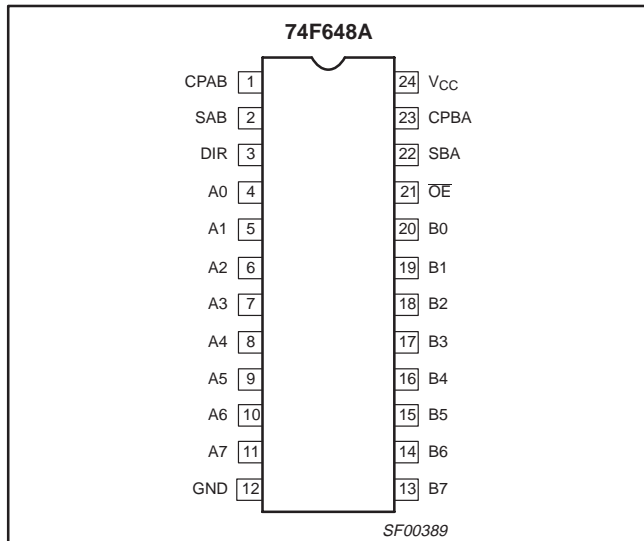 74F648A
CPAB 1 24 VCC
SAB 2 23 CPBA
DIR 3 22 SBA
A0 4 21 O̅E̅
A1 5 20 B0
A2 6 19 B1
A3 7 18 B2
A4 8 17 B3
A5 9 16 B4
A6 10 15 B5
A7 11 14 B6
GND 12 13 B7
SF00389